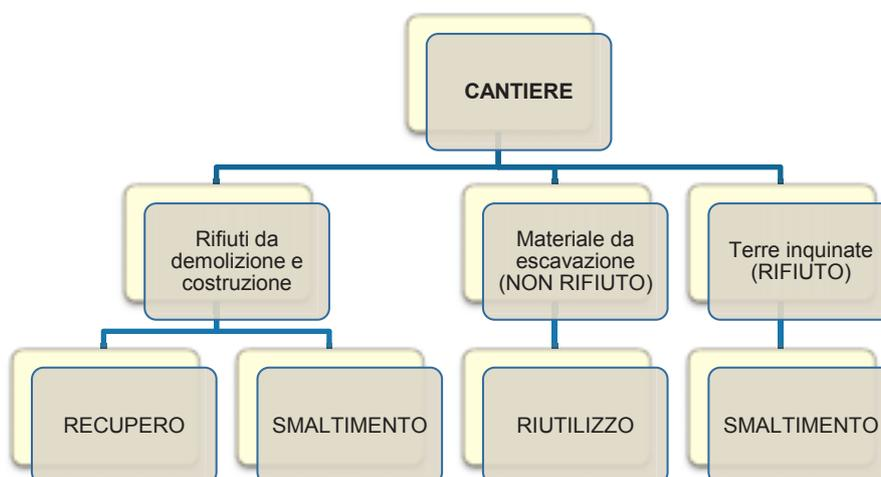 CANTIERE
Rifiuti da
demolizione e
costruzione
Materiale da
escavazione
(NON RIFIUTO)
Terre inquinate
(RIFIUTO)
RECUPERO
SMALTIMENTO
RIUTILIZZO
SMALTIMENTO